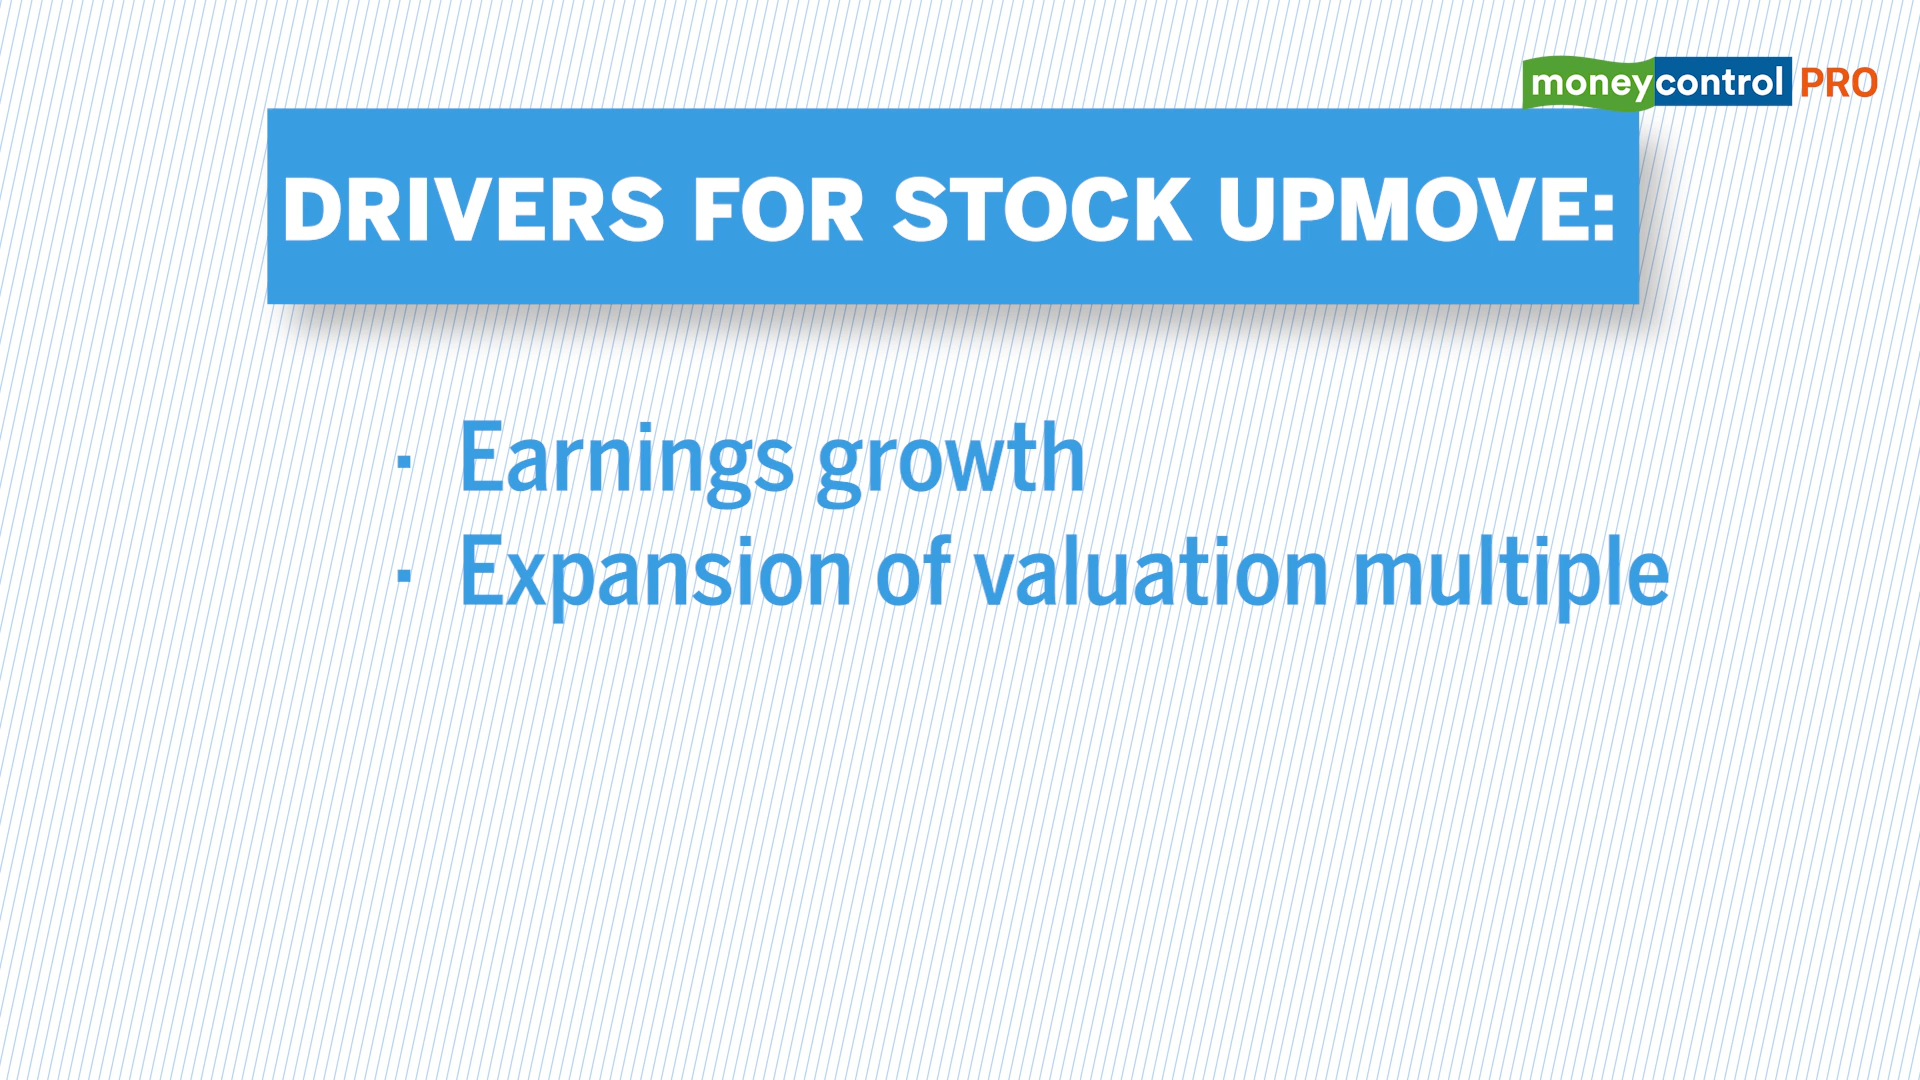 moneycontrol PRO
DRIVERS FOR STOCK UPMOVE:
· Earnings growth
· Expansion of valuation multiple